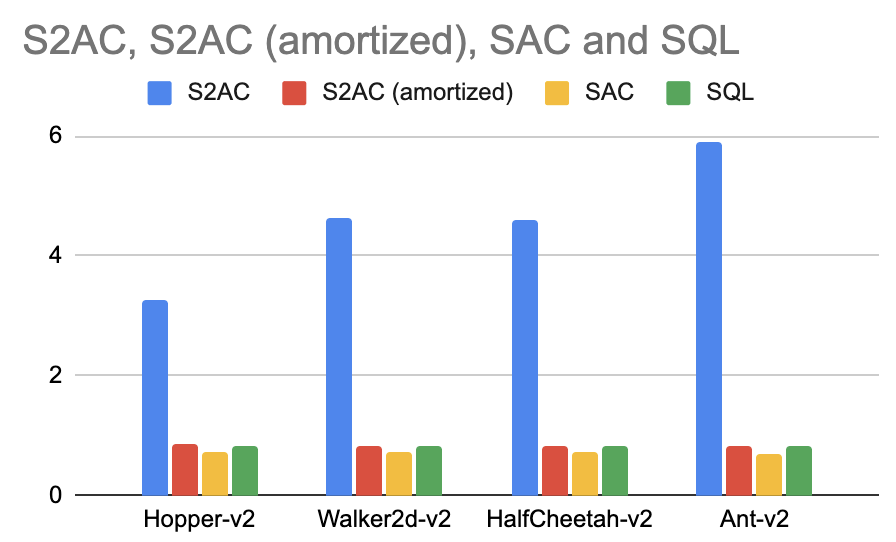 S2AC, S2AC (amortized), SAC and SQL
S2AC S2AC (amortized) SAC SQL
6
4
2
0
Hopper-v2 Walker2d-v2 HalfCheetah-v2 Ant-v2